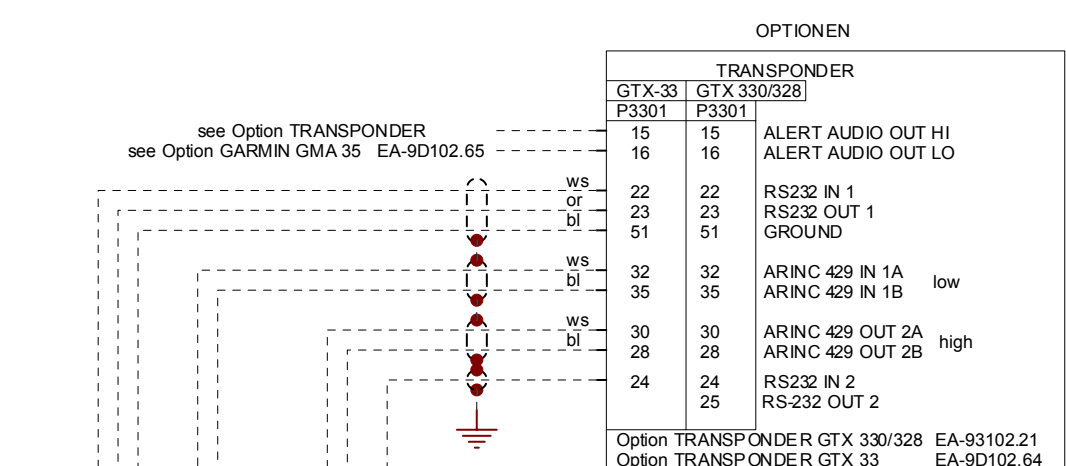 OPTIONEN
TRANSPONDER
GTX-33 GTX 330/328
P3301 P3301
see Option TRANSPONDER 15 15 ALERT AUDIO OUT HI
see Option GARMIN GMA 35 EA-9D102.65 16 16 ALERT AUDIO OUT LO
ws 22 22 RS232 IN 1
or 23 23 RS232 OUT 1
bl 51 51 GROUND
ws 32 32 ARINC 429 IN 1A
low
bl 35 35 ARINC 429 IN 1B
ws 30 30 ARINC 429 OUT 2A
high
bl 28 28 ARINC 429 OUT 2B
24 24 RS232 IN 2
25 RS-232 OUT 2
Option TRANSPONDER GTX 330/328 EA-93102.21
Option TRANSPONDER GTX 33 EA-9D102.64